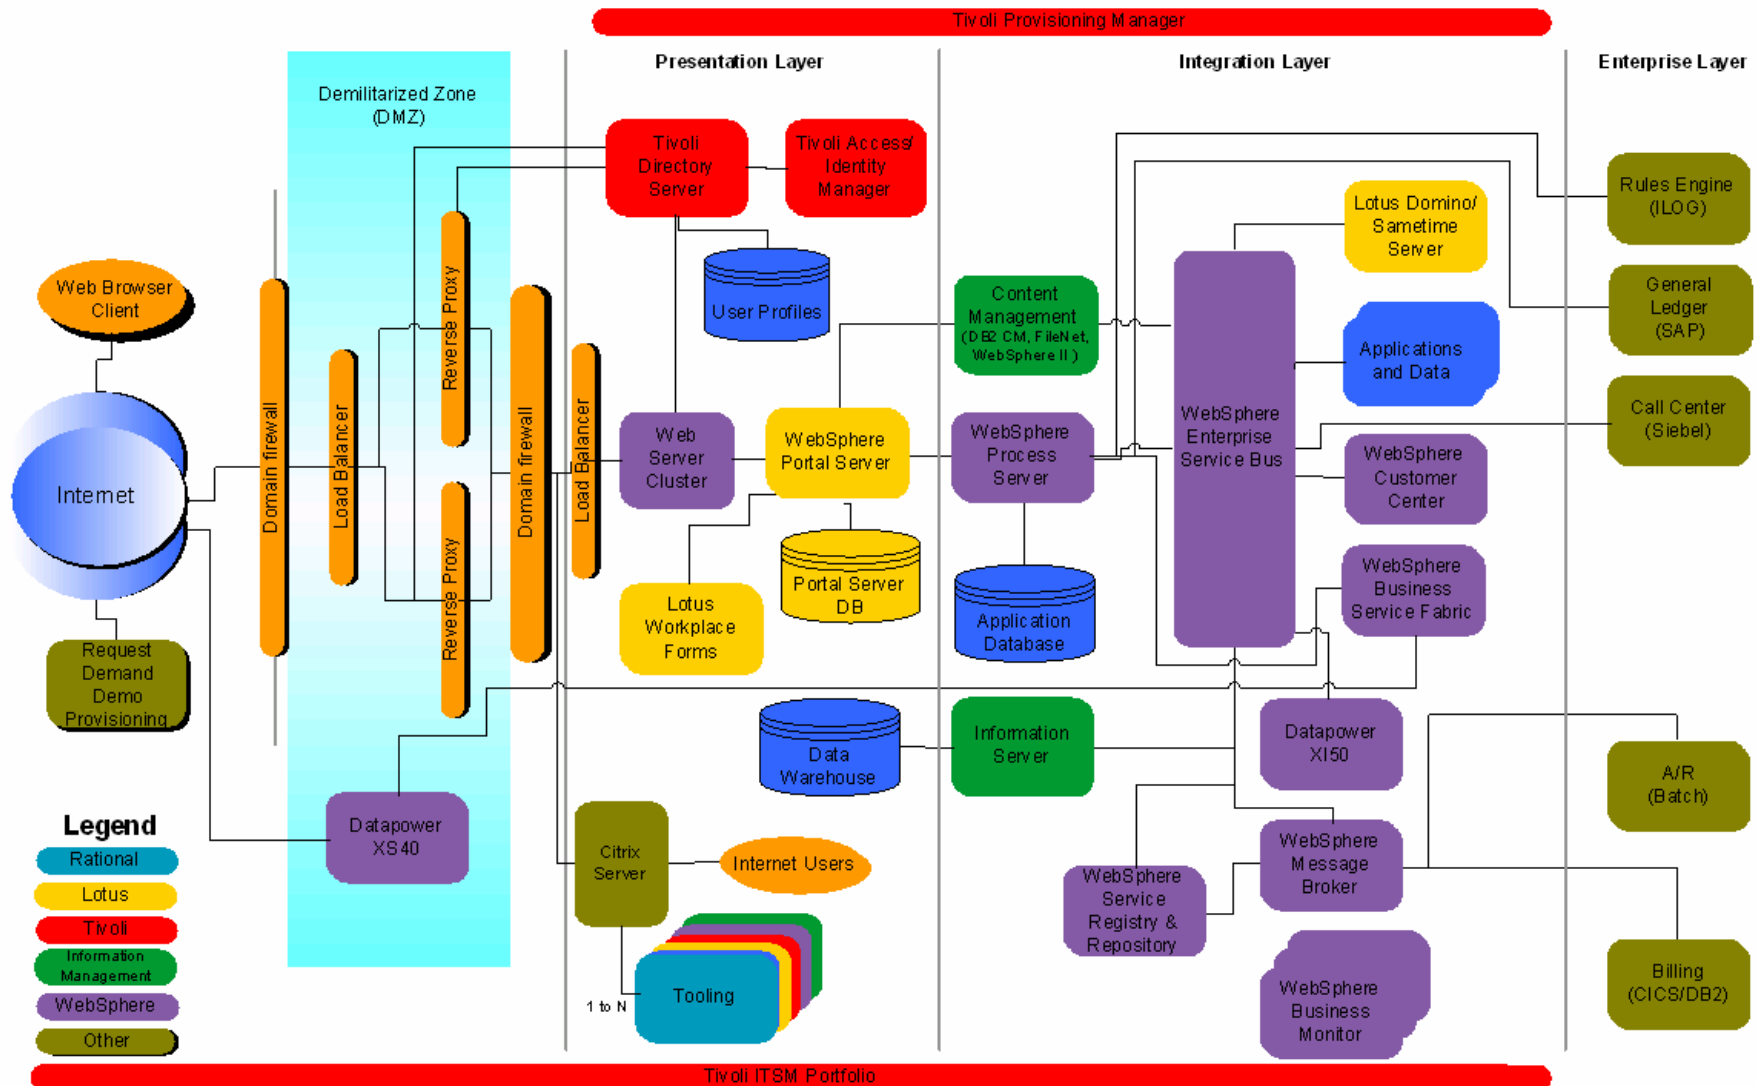 Tivoli Provisioning Manager
Presentation Layer
Integration Layer
Enterprise Layer
Demilitarized Zone
(DMZ)
Tivoli
Directory
Server
Tivoli Access/
Identity
Manager
Rules Engine
(ILOG)
Lotus Domino/
Sametime
Server
Web Browser
Client
User Profiles
Content
Management
(DB2 CM, FileNet,
WebSphere II )
General
Ledger
(SAP)
Applications
and Data
Reverse Proxy
Domain firewall
Load Balancer
Reverse Proxy
Domain firewall
Load Balancer
Internet
Web
Server
Cluster
WebSphere
Portal Server
WebSphere
Process
Server
WebSphere
Enterprise
Service Bus
Call Center
(Siebel)
WebSphere
Customer
Center
Portal Server
DB
Lotus
Workplace
Forms
Application
Database
WebSphere
Business
Service Fabric
Request
Demand
Demo
Provisioning
Data
Warehouse
Information
Server
Datapower
XI50
A/R
(Batch)
Datapower
XS40
Citrix
Server
Internet Users
WebSphere
Message
Broker
WebSphere
Service
Registry &
Repository
Tooling
1 to N
WebSphere
Business
Monitor
Billing
(CICS/DB2)
Legend
Rational
Lotus
Tivoli
Information
Management
WebSphere
Other
Tivoli ITSM Portfolio